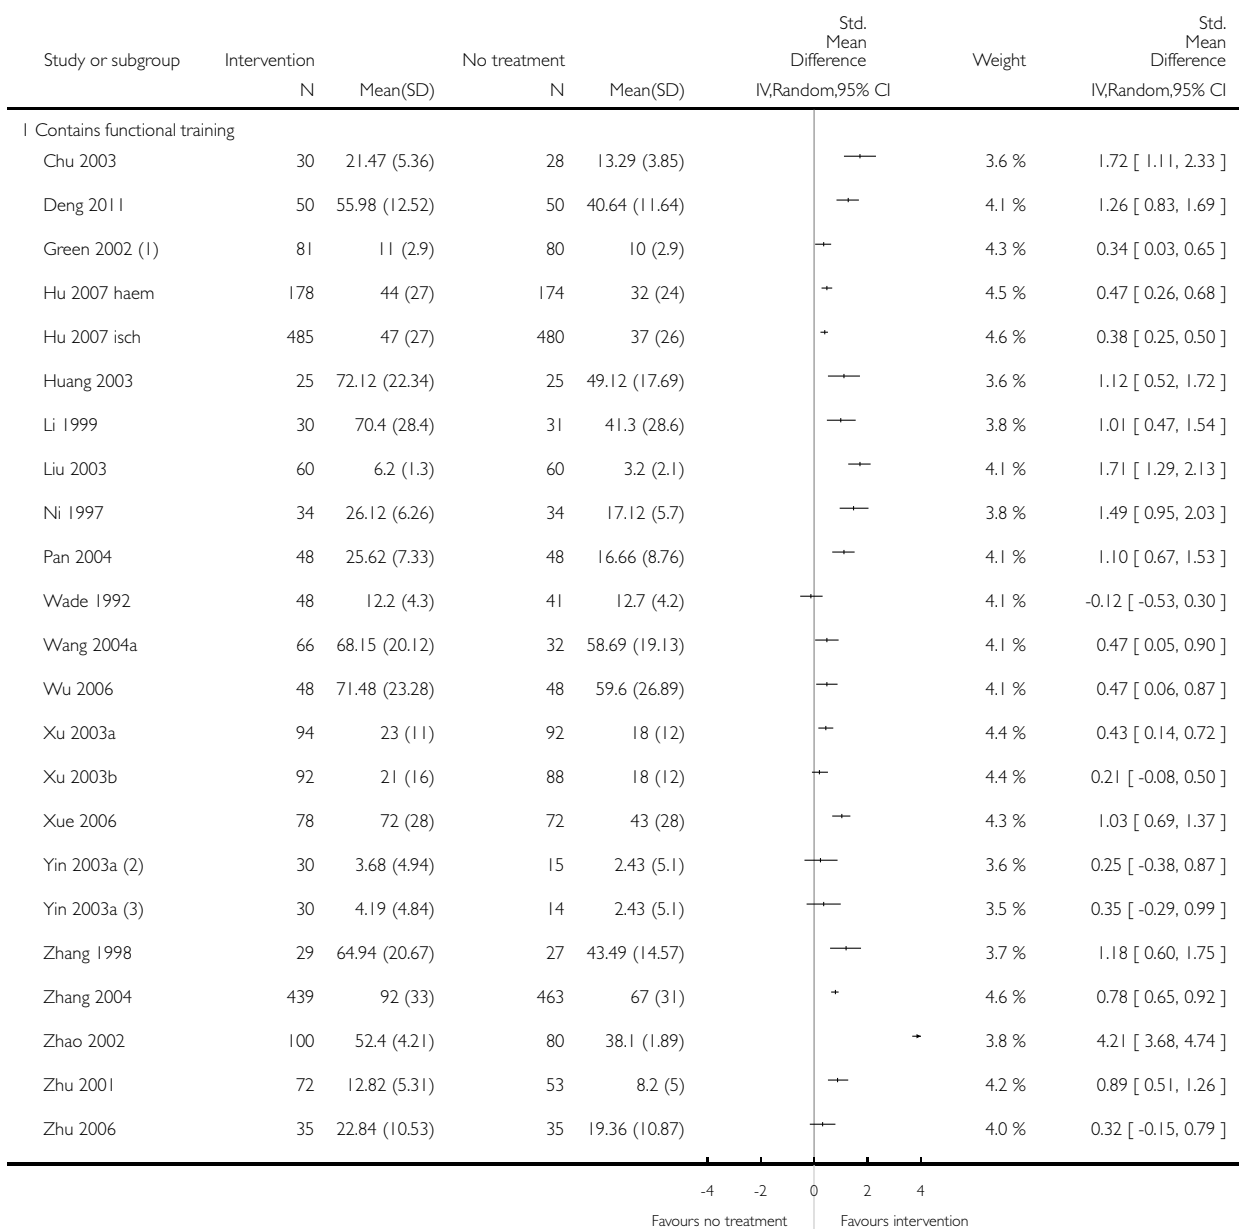 Std. Mean Difference Std. Mean Difference
Study or subgroup Intervention No treatment Weight
N Mean(SD) N Mean(SD) IV,Random,95% CI IV,Random,95% CI
1 Contains functional training
Chu 2003 30 21.47 (5.36) 28 13.29 (3.85) 3.6 % 1.72 [ 1.11, 2.33 ]
Deng 2011 50 55.98 (12.52) 50 40.64 (11.64) 4.1 % 1.26 [ 0.83, 1.69 ]
Green 2002 (1) 81 11 (2.9) 80 10 (2.9) 4.3 % 0.34 [ 0.03, 0.65 ]
Hu 2007 haem 178 44 (27) 174 32 (24) 4.5 % 0.47 [ 0.26, 0.68 ]
Hu 2007 isch 485 47 (27) 480 37 (26) 4.6 % 0.38 [ 0.25, 0.50 ]
Huang 2003 25 72.12 (22.34) 25 49.12 (17.69) 3.6 % 1.12 [ 0.52, 1.72 ]
Li 1999 30 70.4 (28.4) 31 41.3 (28.6) 3.8 % 1.01 [ 0.47, 1.54 ]
Liu 2003 60 6.2 (1.3) 60 3.2 (2.1) 4.1 % 1.71 [ 1.29, 2.13 ]
Ni 1997 34 26.12 (6.26) 34 17.12 (5.7) 3.8 % 1.49 [ 0.95, 2.03 ]
Pan 2004 48 25.62 (7.33) 48 16.66 (8.76) 4.1 % 1.10 [ 0.67, 1.53 ]
Wade 1992 48 12.2 (4.3) 41 12.7 (4.2) 4.1 % -0.12 [ -0.53, 0.30 ]
Wang 2004a 66 68.15 (20.12) 32 58.69 (19.13) 4.1 % 0.47 [ 0.05, 0.90 ]
Wu 2006 48 71.48 (23.28) 48 59.6 (26.89) 4.1 % 0.47 [ 0.06, 0.87 ]
Xu 2003a 94 23 (11) 92 18 (12) 4.4 % 0.43 [ 0.14, 0.72 ]
Xu 2003b 92 21 (16) 88 18 (12) 4.4 % 0.21 [ -0.08, 0.50 ]
Xue 2006 78 72 (28) 72 43 (28) 4.3 % 1.03 [ 0.69, 1.37 ]
Yin 2003a (2) 30 3.68 (4.94) 15 2.43 (5.1) 3.6 % 0.25 [ -0.38, 0.87 ]
Yin 2003a (3) 30 4.19 (4.84) 14 2.43 (5.1) 3.5 % 0.35 [ -0.29, 0.99 ]
Zhang 1998 29 64.94 (20.67) 27 43.49 (14.57) 3.7 % 1.18 [ 0.60, 1.75 ]
Zhang 2004 439 92 (33) 463 67 (31) 4.6 % 0.78 [ 0.65, 0.92 ]
Zhao 2002 100 52.4 (4.21) 80 38.1 (1.89) 3.8 % 4.21 [ 3.68, 4.74 ]
Zhu 2001 72 12.82 (5.31) 53 8.2 (5) 4.2 % 0.89 [ 0.51, 1.26 ]
Zhu 2006 35 22.84 (10.53) 35 19.36 (10.87) 4.0 % 0.32 [ -0.15, 0.79 ]
-4 -2 0 2 4
Favours no treatment Favours intervention